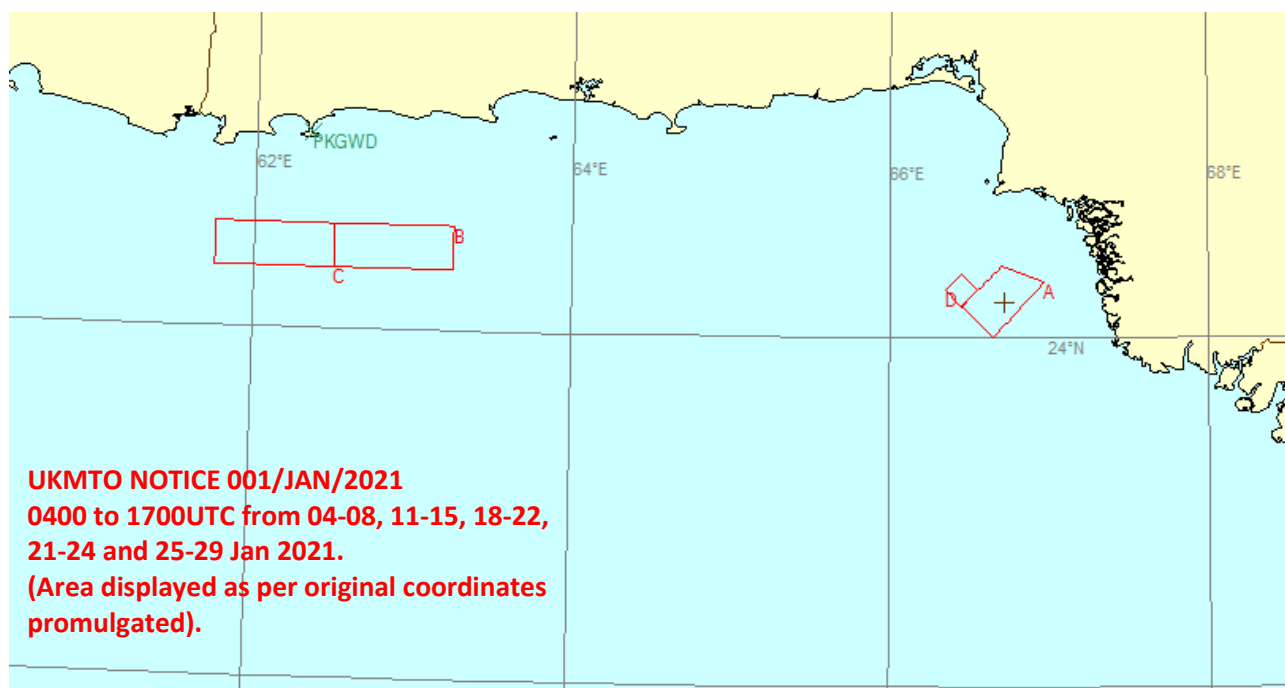 PKGWD
62°E
64°E
66°E
68°E
B
C
D
A
24°N
UKMTO NOTICE 001/JAN/2021
0400 to 1700UTC from 04-08, 11-15, 18-22,
21-24 and 25-29 Jan 2021.
(Area displayed as per original coordinates
promulgated).